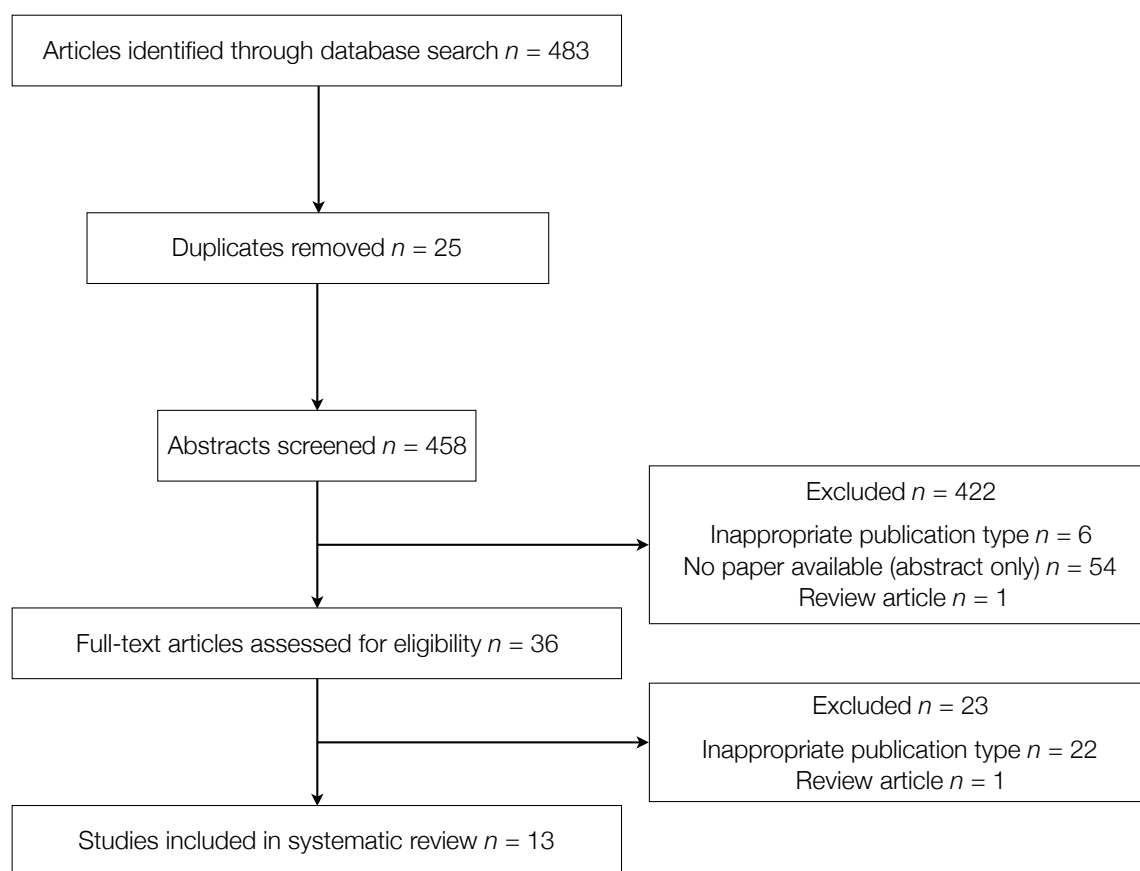 Articles identified through database search n = 483
Duplicates removed n = 25
Abstracts screened n = 458
Excluded n = 422
Inappropriate publication type n = 6
No paper available (abstract only) n = 54
Review article n = 1
Full-text articles assessed for eligibility n = 36
Excluded n = 23
Inappropriate publication type n = 22
Review article n = 1
Studies included in systematic review n = 13